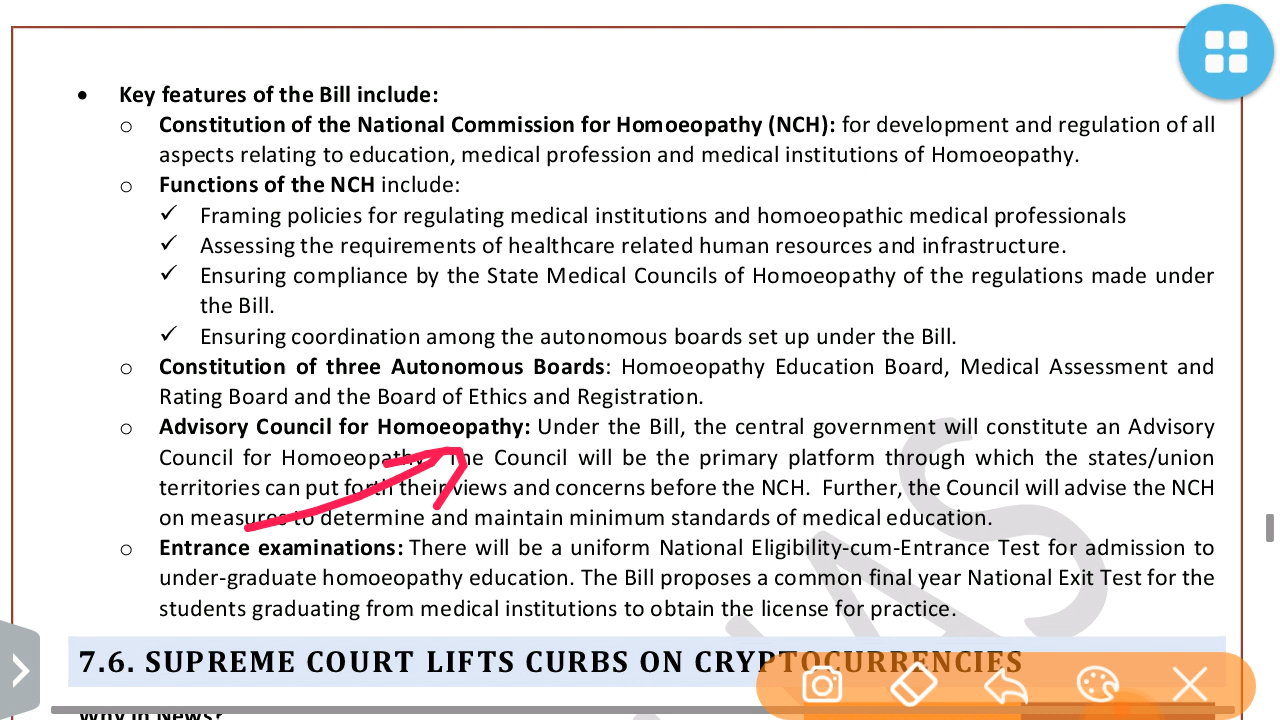 • Key features of the Bill include:
o Constitution of the National Commission for Homoeopathy (NCH): for development and regulation of all
aspects relating to education, medical profession and medical institutions of Homoeopathy.
o Functions of the NCH include:
✓ Framing policies for regulating medical institutions and homoeopathic medical professionals
✓ Assessing the requirements of healthcare related human resources and infrastructure.
✓ Ensuring compliance by the State Medical Councils of Homoeopathy of the regulations made under
the Bill.
✓ Ensuring coordination among the autonomous boards set up under the Bill.
o Constitution of three Autonomous Boards: Homoeopathy Education Board, Medical Assessment and
Rating Board and the Board of Ethics and Registration.
o Advisory Council for Homoeopathy: Under the Bill, the central government will constitute an Advisory
Council for Homoeopathy. The Council will be the primary platform through which the states/union
territories can put forth their views and concerns before the NCH. Further, the Council will advise the NCH
on measures to determine and maintain minimum standards of medical education.
o Entrance examinations: There will be a uniform National Eligibility-cum-Entrance Test for admission to
under-graduate homoeopathy education. The Bill proposes a common final year National Exit Test for the
students graduating from medical institutions to obtain the license for practice.
7.6. SUPREME COURT LIFTS CURBS ON CRYPTOCURRENCIES
Why in News?